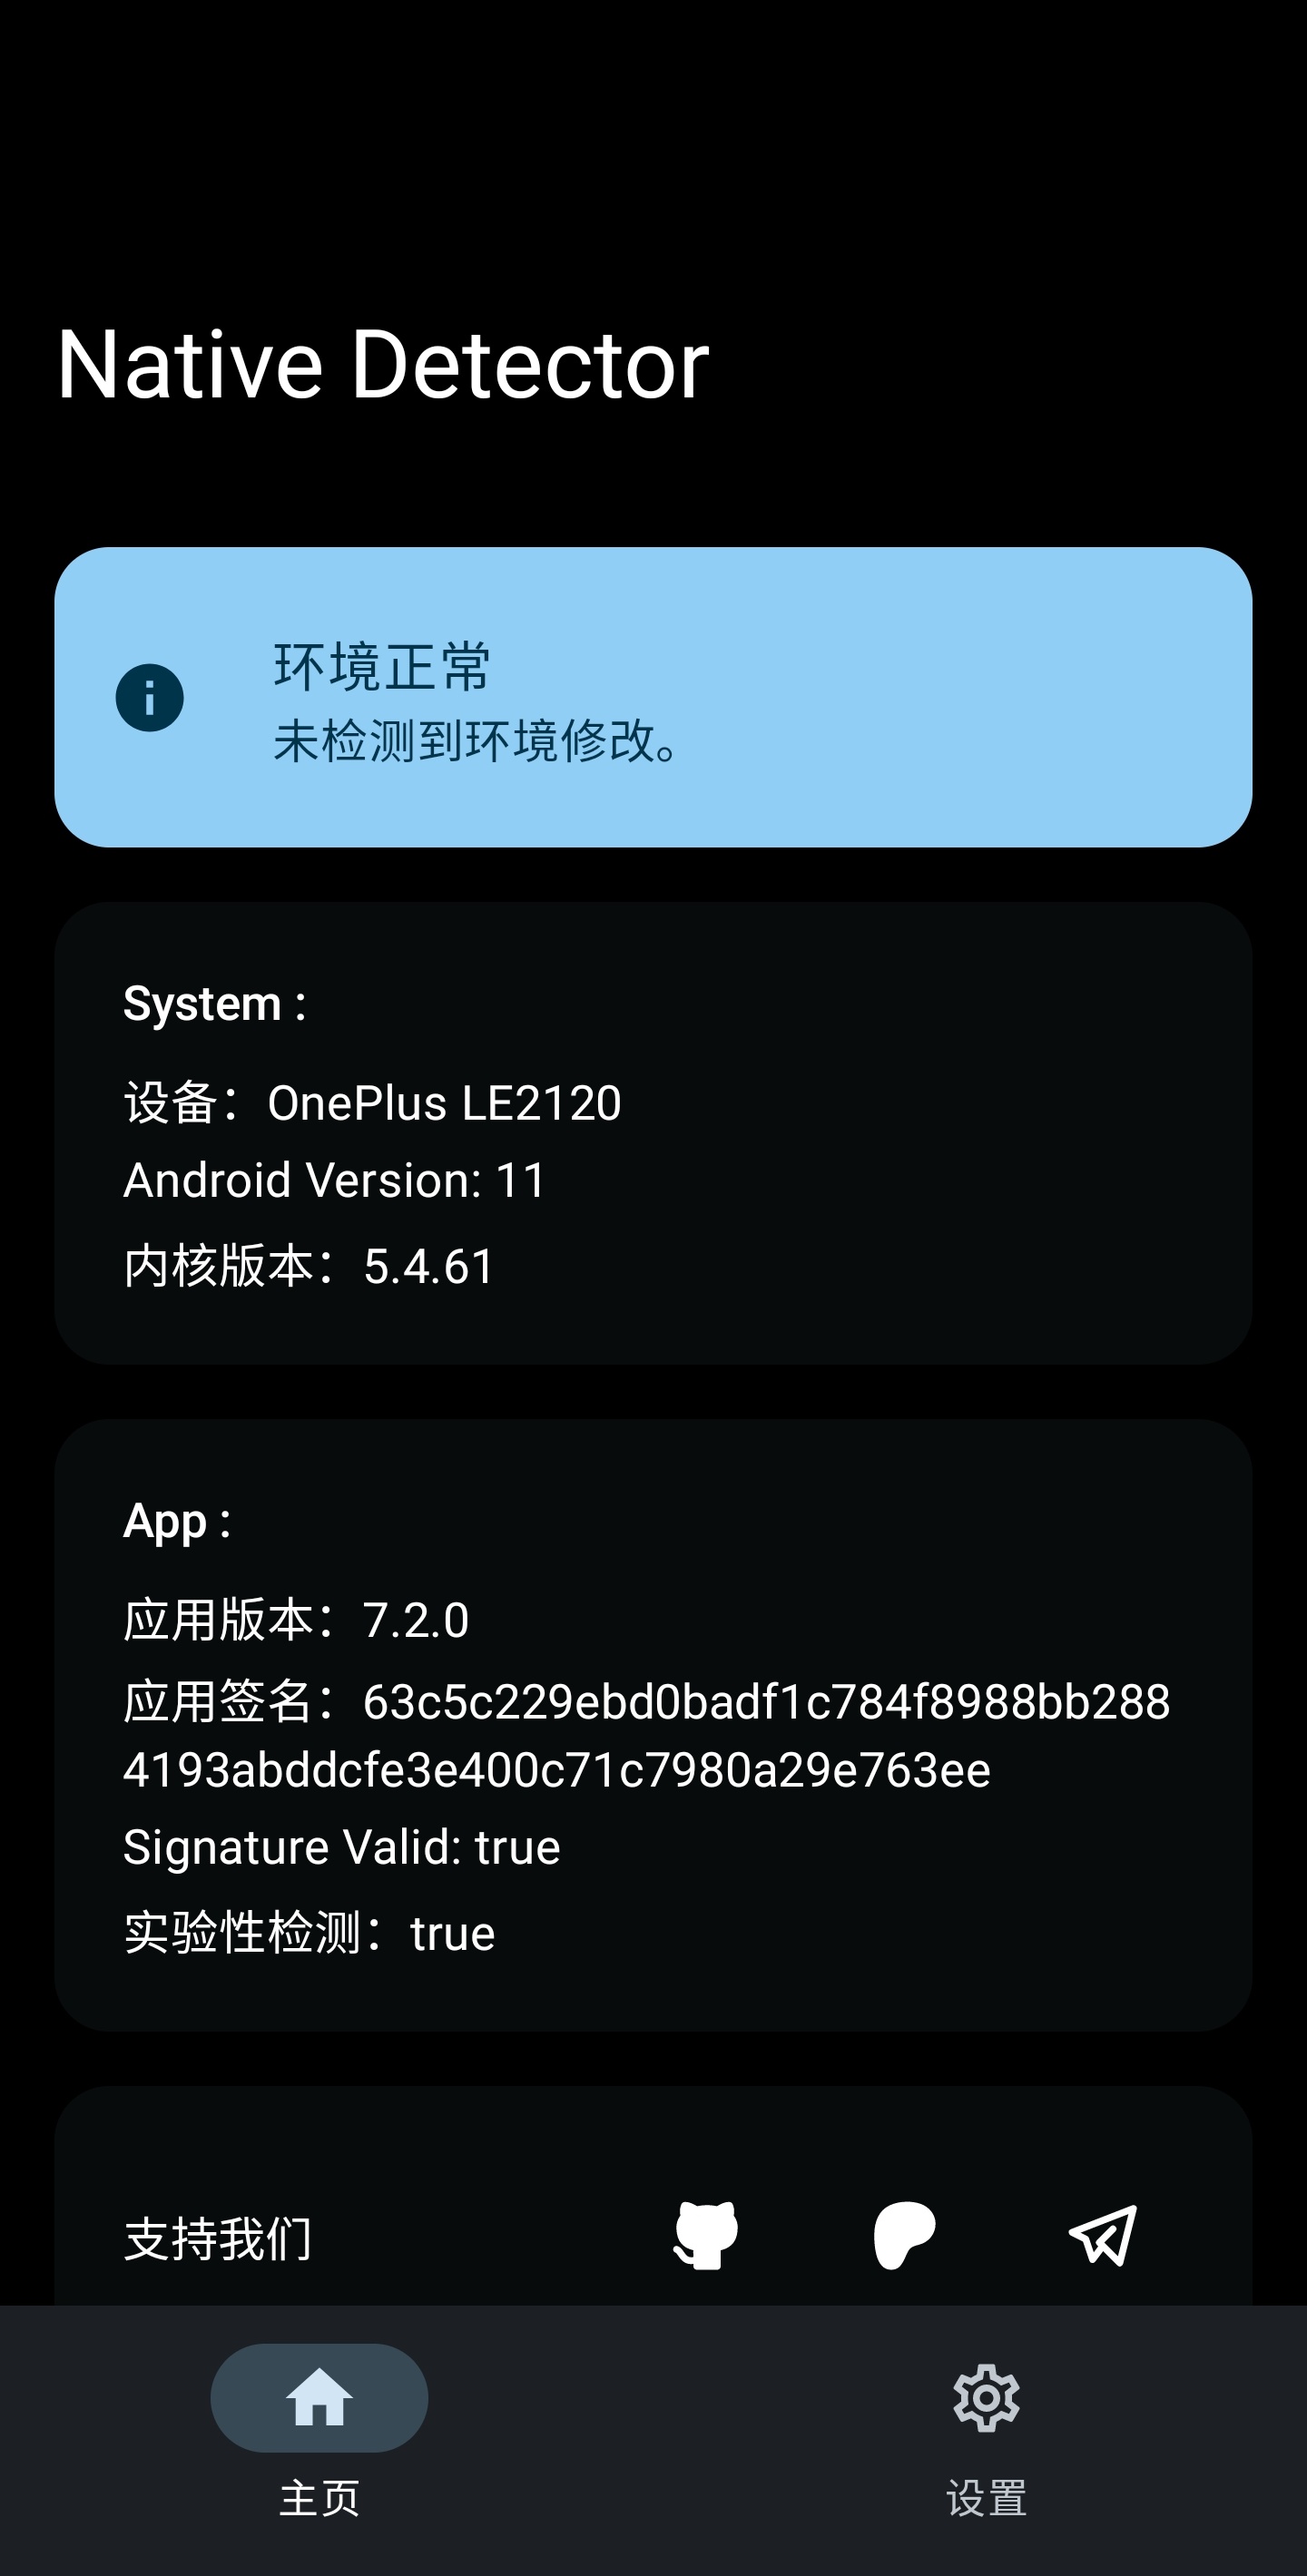 Native Detector
环境正常
未检测到环境修改。
System :
设备：OnePlus LE2120
Android Version: 11
内核版本：5.4.61
App :
应用版本：7.2.0
应用签名：63c5c229ebd0badf1c784f8988bb288
4193abddcfe3e400c71c7980a29e763ee
Signature Valid: true
实验性检测：true
支持我们
主页
设置